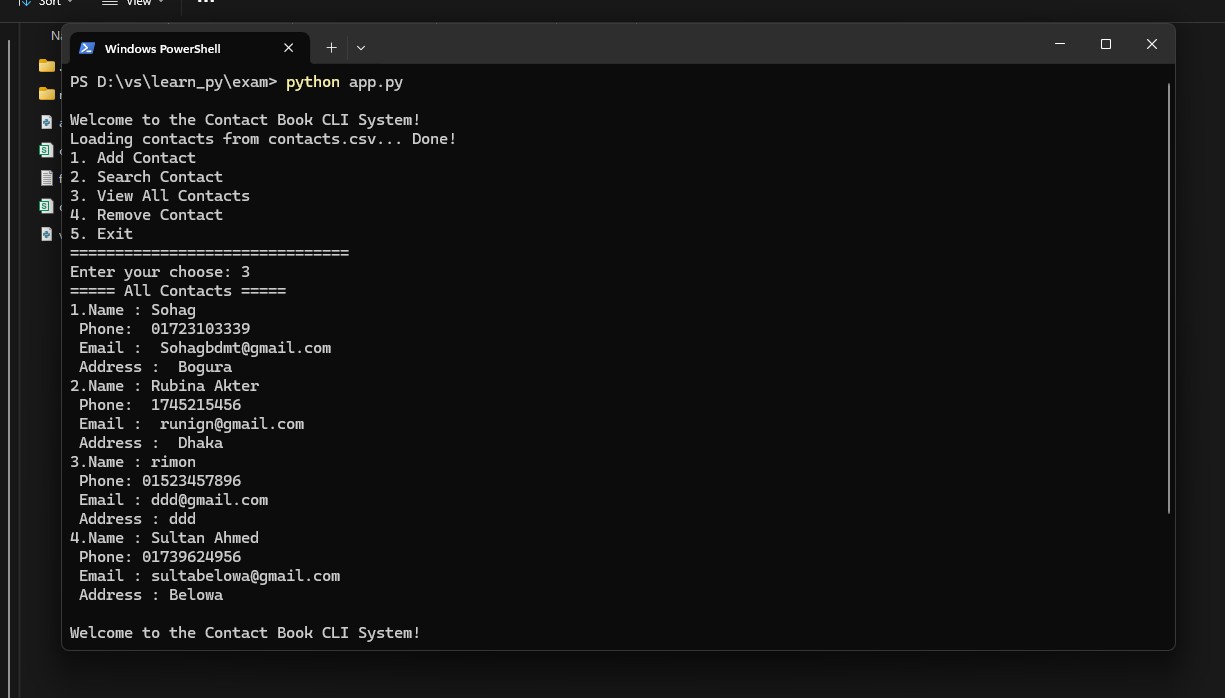 Sort
View
Windows PowerShell
PS D:\vs\learn_py\exam> python app.py
Welcome to the Contact Book CLI System!
Loading contacts from contacts.csv... Done!
1. Add Contact
2. Search Contact
3. View All Contacts
4. Remove Contact
5. Exit
===============================
Enter your choose: 3
===== All Contacts =====
1.Name : Sohag
Phone:  01723103339
Email :  Sohagbdmt@gmail.com
Address :  Bogura
2.Name : Rubina Akter
Phone:  1745215456
Email :  runign@gmail.com
Address :  Dhaka
3.Name : rimon
Phone: 01523457896
Email : ddd@gmail.com
Address : ddd
4.Name : Sultan Ahmed
Phone: 01739624956
Email : sultabelowa@gmail.com
Address : Belowa
Welcome to the Contact Book CLI System!